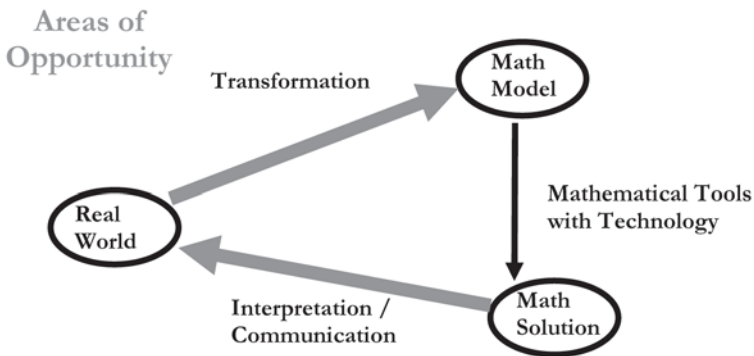 Areas of
Opportunity
Transformation
Math
Model
Mathematical Tools
with Technology
Real
World
Interpretation /
Communication
Math
Solution